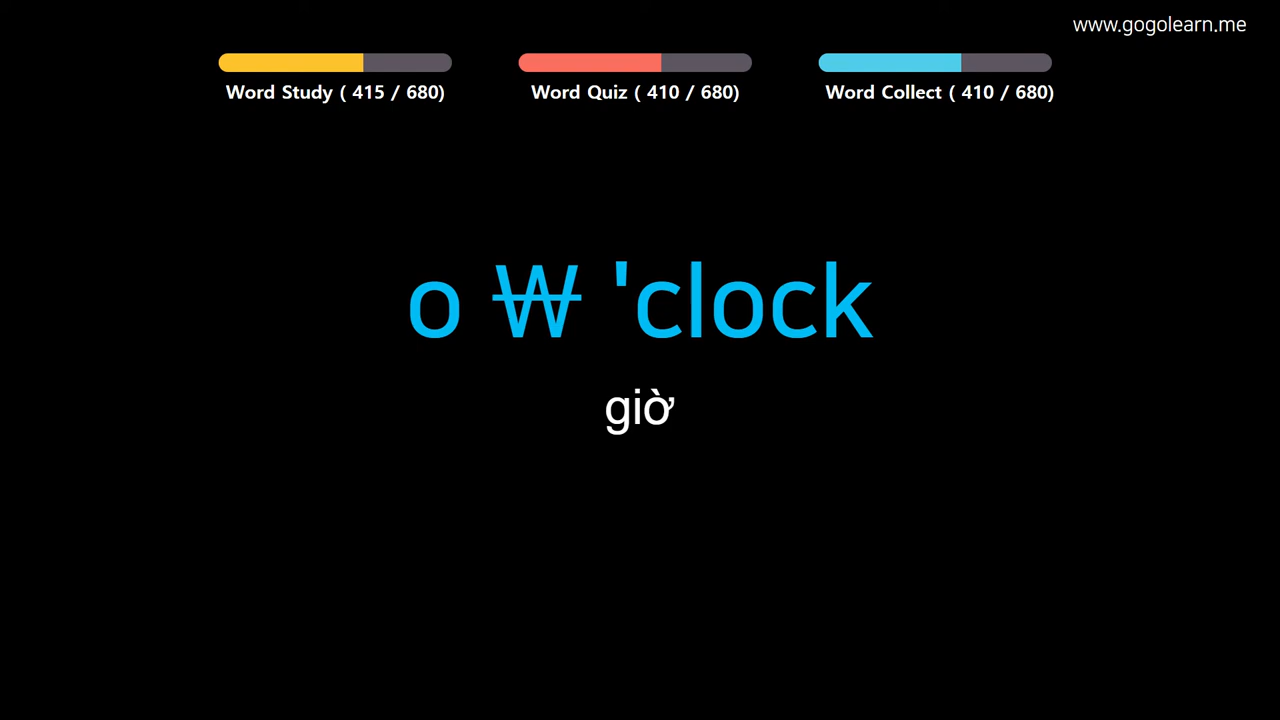 www.gogolearn.me
Word Study ( 415 / 680)
Word Quiz ( 410 / 680)
Word Collect ( 410 / 680)
o ₩ 'clock
giờ